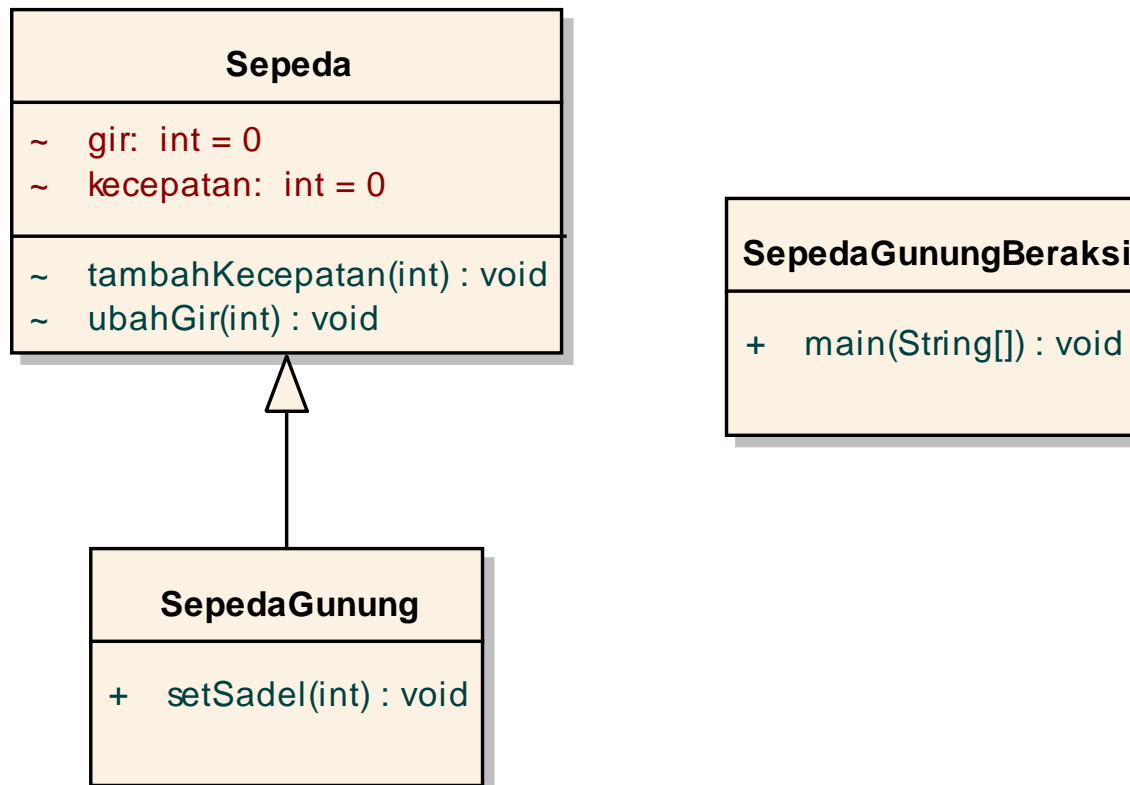 Sepeda
~ gir: int = 0
~ kecepatan: int = 0
~ tambahKecepatan(int) : void
~ ubahGir(int) : void
SepedaGunungBeraksi
+ main(String[]) : void
SepedaGunung
+ setSadel(int) : void